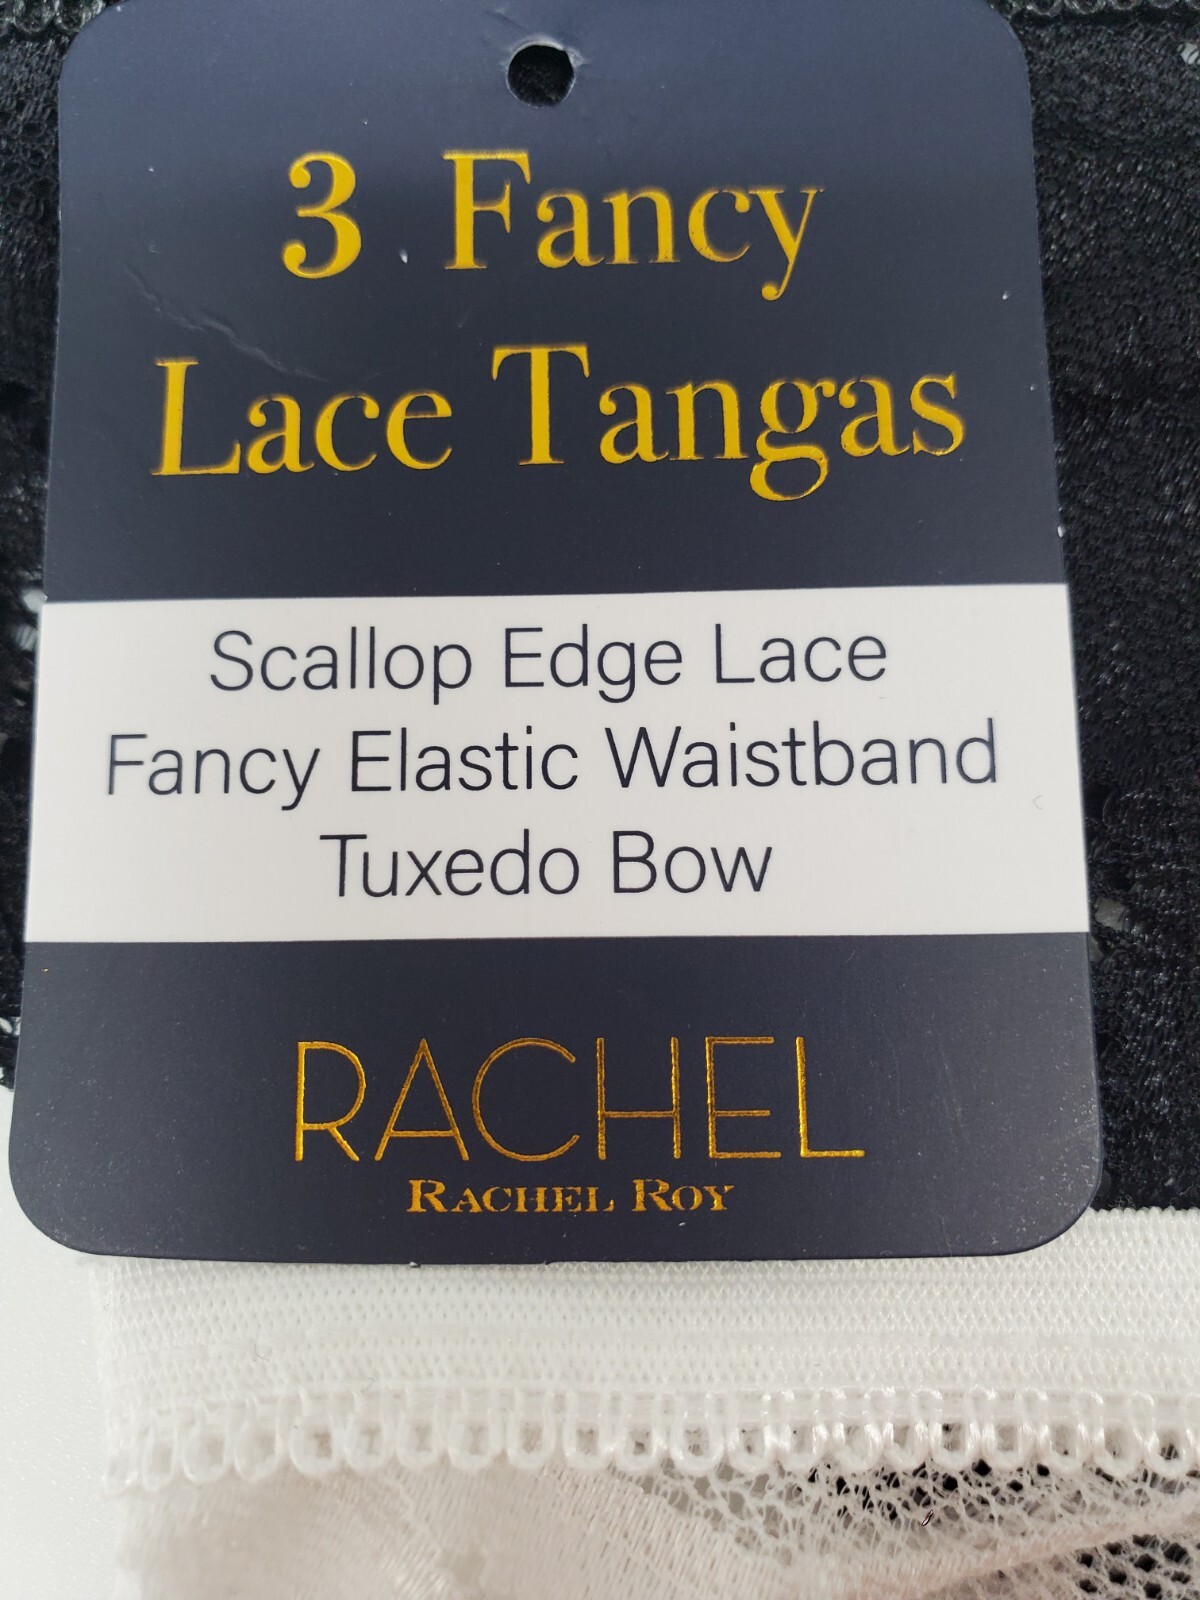 3 Fancy
Lace Tangas
Scallop Edge Lace
Fancy Elastic Waistband
Tuxedo Bow
RACHEL
RACHEL ROY